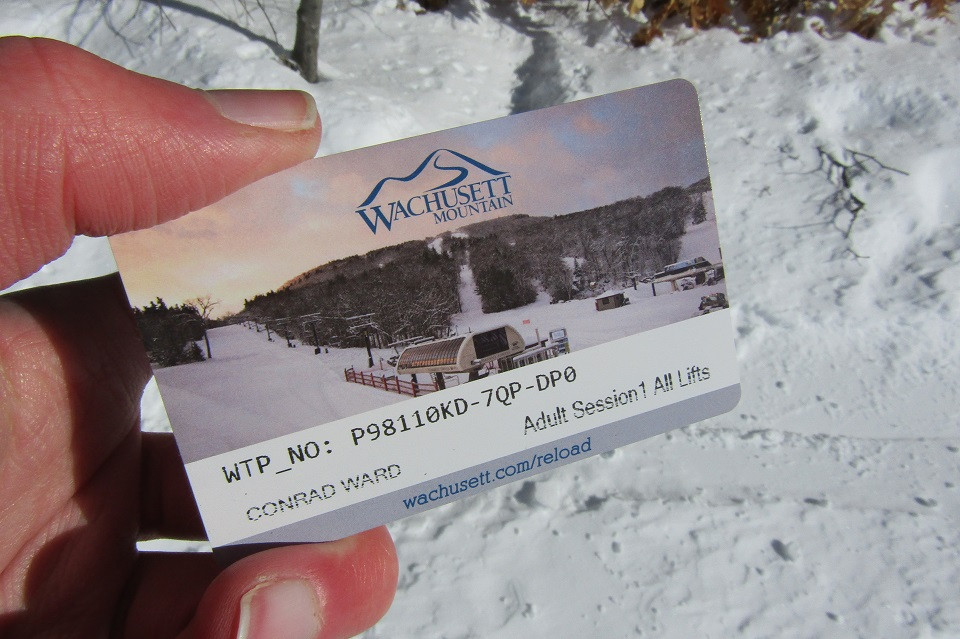 WACHUSETT
MOUNTAIN
WTP_NO: P98110KD-7QP-DP0
Adult Session1 All Lifts
CONRAD WARD
wachusett.com/reload